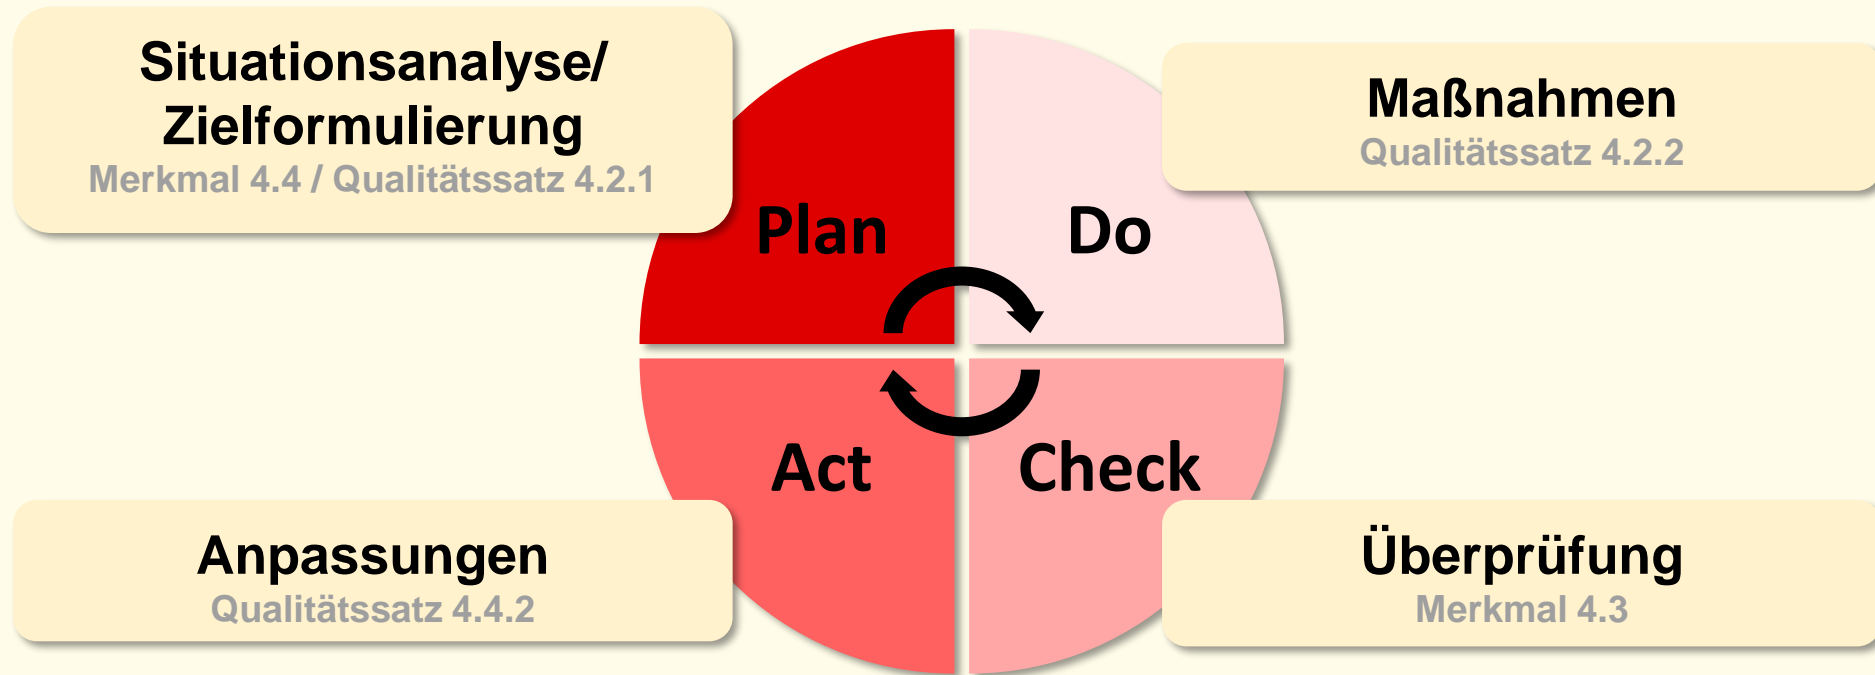 Situationsanalyse/
Zielformulierung
Merkmal 4.4 / Qualitätssatz 4.2.1
Maßnahmen
Qualitätssatz 4.2.2
Plan
Do
Act
Check
Anpassungen
Qualitätssatz 4.4.2
Überprüfung
Merkmal 4.3